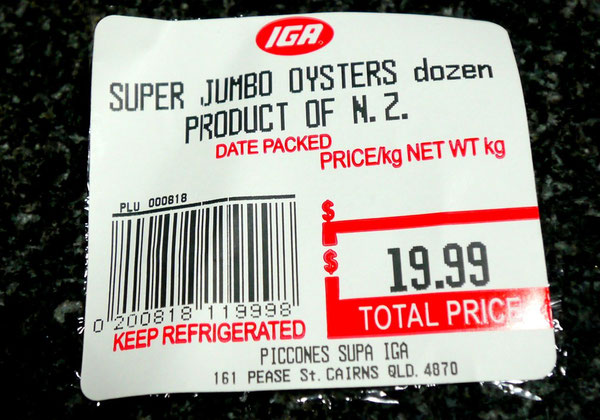 IGA
SUPER JUMBO OYSTERS dozen
PRODUCT OF N.Z.
DATE PACKED PRICE/kg NET WT kg
PLU 000818
$
$ 19.99
TOTAL PRICE
0 200818 119998
KEEP REFRIGERATED
PICCONES SUPA IGA
161 PEASE St. CAIRNS QLD. 4870